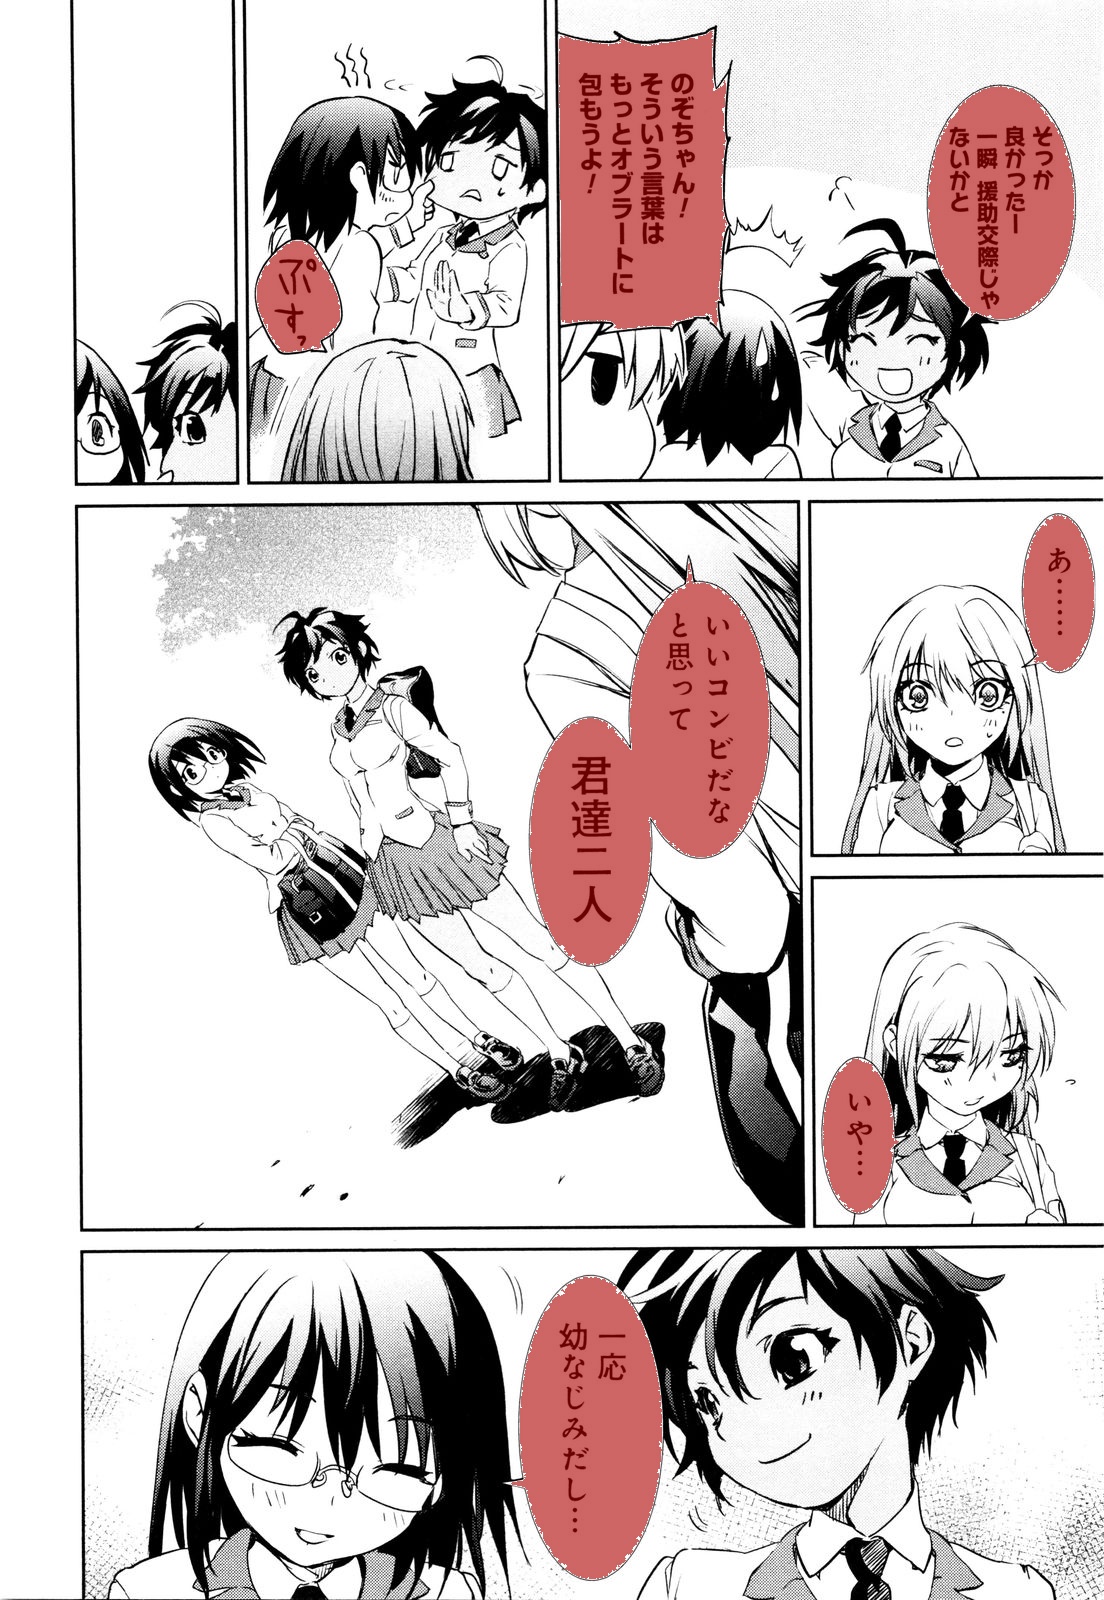 そっか
良かったー
一瞬 援助交際じゃ
ないかと
のぞちゃん！
そういう言葉は
もっとオブラートに
包もうよ！
ぷすっ
あ……
いや…
いいコンビだな
と思って
君達二人
一応
幼なじみだし…